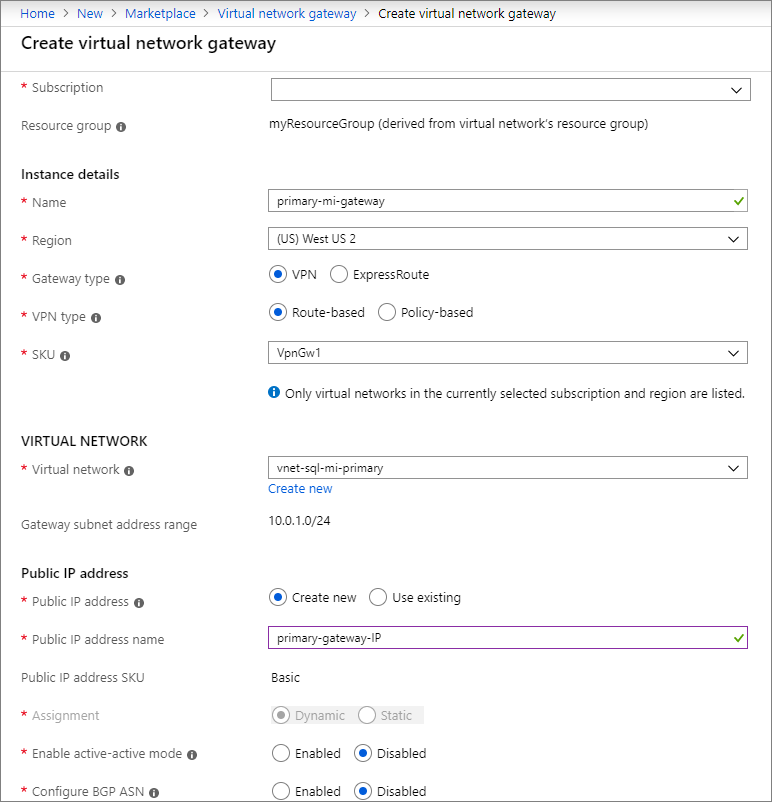 Home > New > Marketplace > Virtual network gateway > Create virtual network gateway
Create virtual network gateway
* Subscription
Resource group myResourceGroup (derived from virtual network's resource group)
Instance details
* Name primary-mi-gateway
* Region (US) West US 2
* Gateway type VPN ExpressRoute
* VPN type Route-based Policy-based
* SKU VpnGw1
Only virtual networks in the currently selected subscription and region are listed.
VIRTUAL NETWORK
* Virtual network vnet-sql-mi-primary
Create new
Gateway subnet address range 10.0.1.0/24
Public IP address
* Public IP address Create new Use existing
* Public IP address name primary-gateway-IP
Public IP address SKU Basic
* Assignment Dynamic Static
* Enable active-active mode Enabled Disabled
* Configure BGP ASN Enabled Disabled